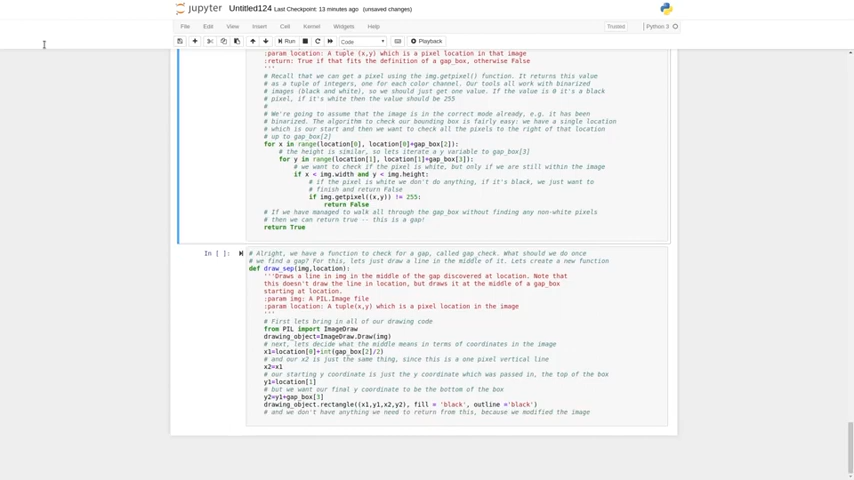 jupyter Untitled124 Last Checkpoint: 13 minutes ago (unsaved changes)
File Edit View Insert Cell Kernel Widgets Help Trusted Python 3
Run Code Playback
:param location: A tuple (x,y) which is a pixel location in that image
:return: True if that fits the definition of a gap_box, otherwise False
'''
# Recall that we can get a pixel using the img.getpixel() function. It returns this value
# as a tuple of integers, one for each color channel. Our tools all work with binarized
# images (black and white), so we should just get one value. If the value is 0 it's a black
# pixel, if it's white then the value should be 255
#
# We're going to assume that the image is in the correct mode already, e.g. it has been
# binarized. The algorithm to check our bounding box is fairly easy: we have a single location
# which is our start and then we want to check all the pixels to the right of that location
# up to gap_box[2]
for x in range(location[0], location[0]+gap_box[2]):
# the height is similar, so lets iterate a y variable to gap_box[3]
for y in range(location[1], location[1]+gap_box[3]):
# we want to check if the pixel is white, but only if we are still within the image
if x < img.width and y < img.height:
# if the pixel is white we don't do anything, if it's black, we just want to
# finish and return False
if img.getpixel((x,y)) != 255:
return False
# If we have managed to walk all through the gap_box without finding any non-white pixels
# then we can return true -- this is a gap!
return True
In [ ]: # Alright, we have a function to check for a gap, called gap_check. What should we do once
# we find a gap? For this, lets just draw a line in the middle of it. Lets create a new function
def draw_sep(img,location):
'''Draws a line in img in the middle of the gap discovered at location. Note that
this doesn't draw the line in location, but draws it at the middle of a gap_box
starting at location.
:param img: A PIL.Image file
:param location: A tuple(x,y) which is a pixel location in the image
'''
# First lets bring in all of our drawing code
from PIL import ImageDraw
drawing_object=ImageDraw.Draw(img)
# next, lets decide what the middle means in terms of coordinates in the image
x1=location[0]+int(gap_box[2]/2)
# and our x2 is just the same thing, since this is a one pixel vertical line
x2=x1
# our starting y coordinate is just the y coordinate which was passed in, the top of the box
y1=location[1]
# but we want our final y coordinate to be the bottom of the box
y2=y1+gap_box[3]
drawing_object.rectangle((x1,y1,x2,y2), fill = 'black', outline ='black')
# and we don't have anything we need to return from this, because we modified the image